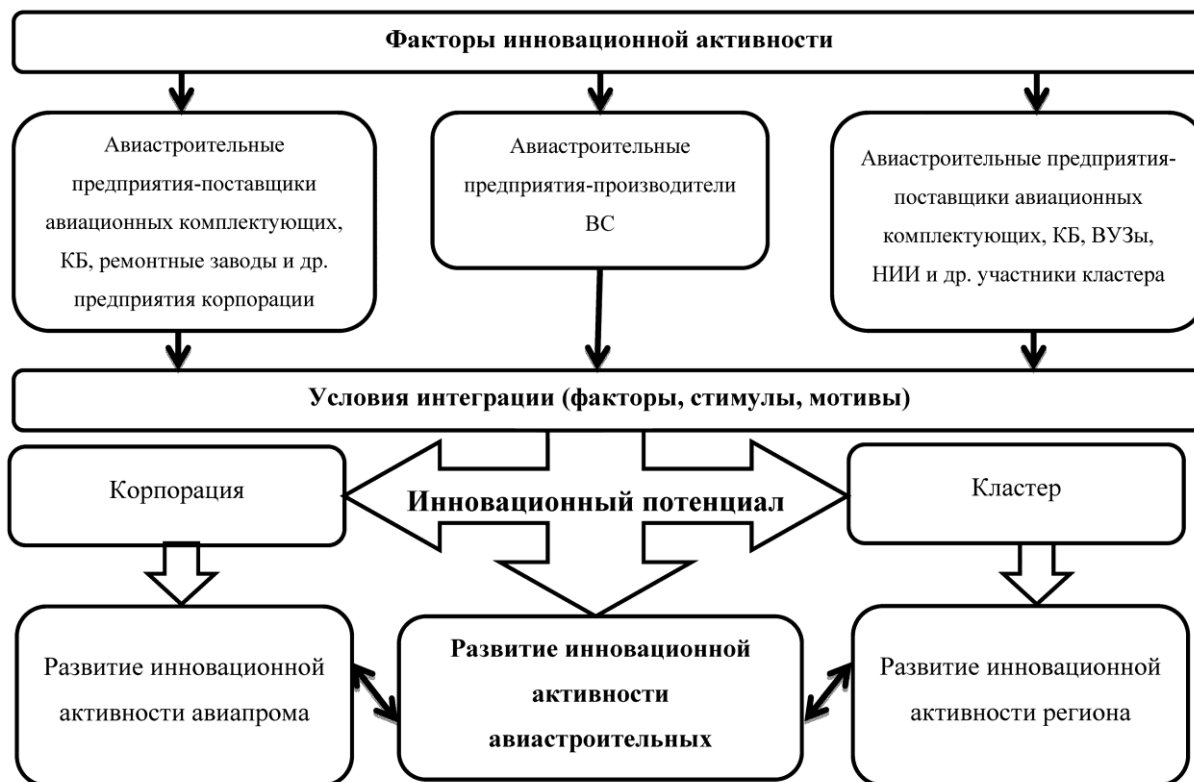 Факторы инновационной активности
Авиастроительные
предприятия-поставщики
авиационных комплектующих,
КБ, ремонтные заводы и др.
предприятия корпорации
Авиастроительные
предприятия-производители
ВС
Авиастроительные предприятия-
поставщики авиационных
комплектующих, КБ, ВУЗы,
НИИ и др. участники кластера
Условия интеграции (факторы, стимулы, мотивы)
Корпорация
Инновационный потенциал
Кластер
Развитие инновационной
активности авиапрома
Развитие инновационной
активности
авиастроительных
Развитие инновационной
активности региона